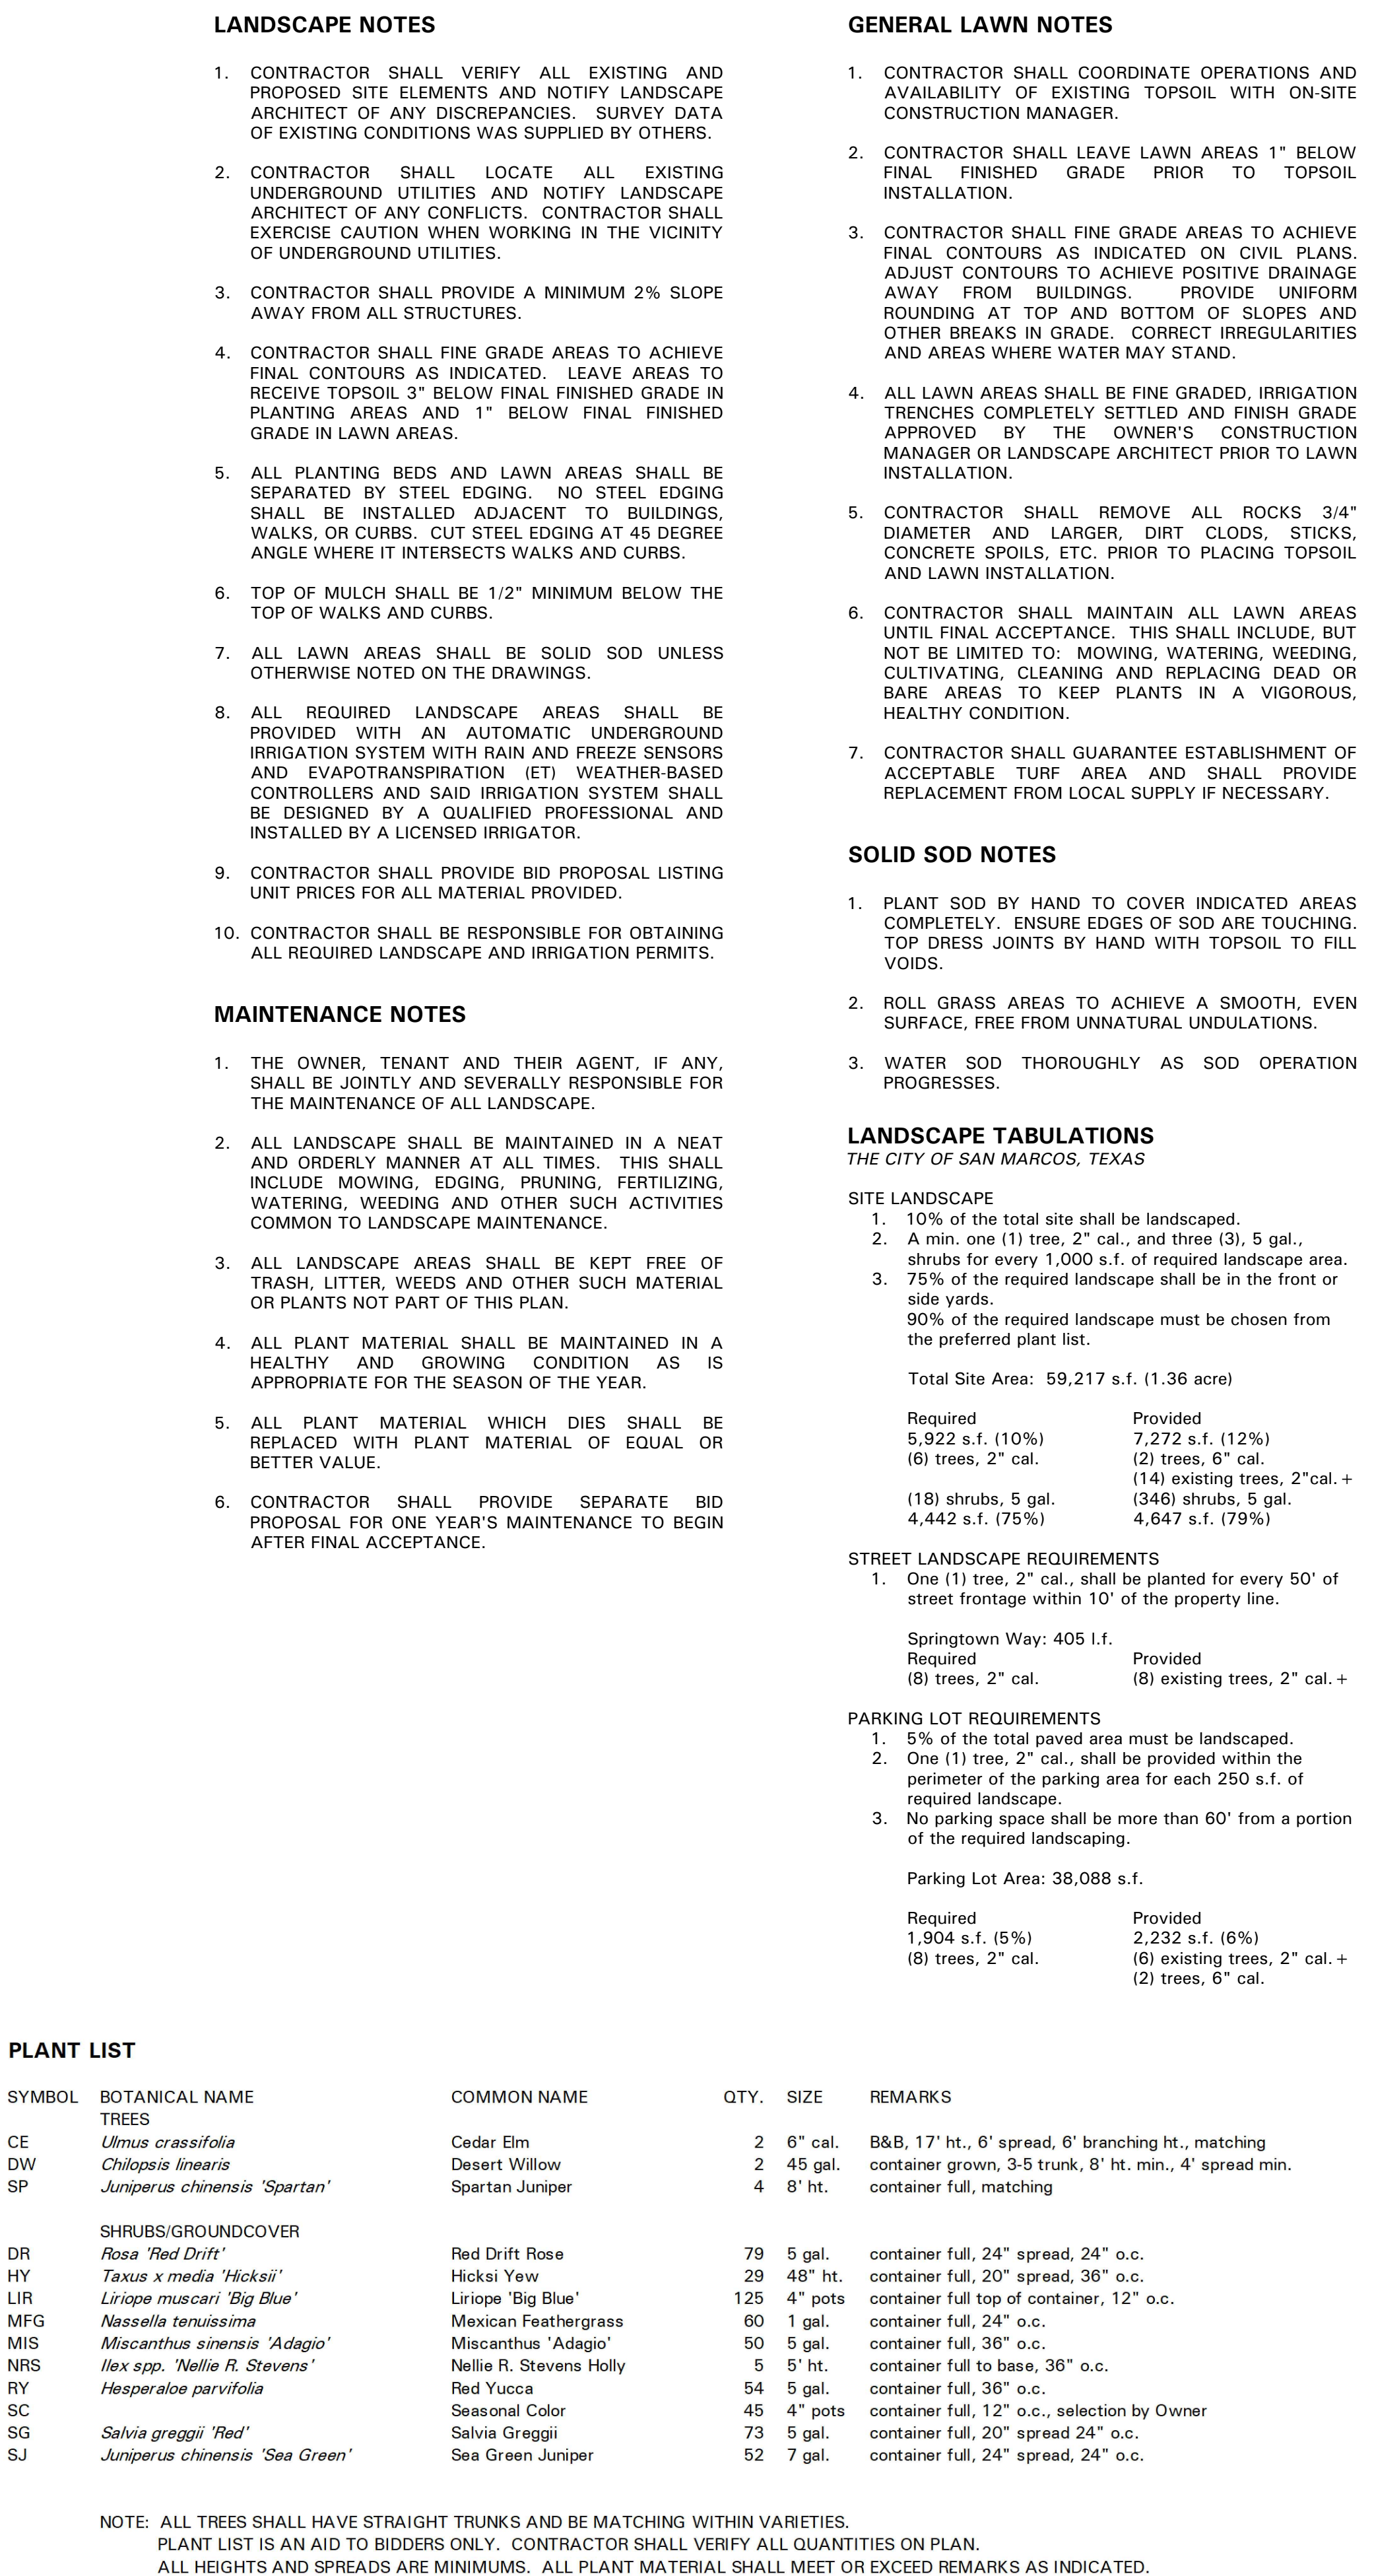 LANDSCAPE NOTES
1. CONTRACTOR SHALL VERIFY ALL EXISTING AND
PROPOSED SITE ELEMENTS AND NOTIFY LANDSCAPE
ARCHITECT OF ANY DISCREPANCIES. SURVEY DATA
OF EXISTING CONDITIONS WAS SUPPLIED BY OTHERS.
2. CONTRACTOR SHALL LOCATE ALL EXISTING
UNDERGROUND UTILITIES AND NOTIFY LANDSCAPE
ARCHITECT OF ANY CONFLICTS. CONTRACTOR SHALL
EXERCISE CAUTION WHEN WORKING IN THE VICINITY
OF UNDERGROUND UTILITIES.
3. CONTRACTOR SHALL PROVIDE A MINIMUM 2% SLOPE
AWAY FROM ALL STRUCTURES.
4. CONTRACTOR SHALL FINE GRADE AREAS TO ACHIEVE
FINAL CONTOURS AS INDICATED. LEAVE AREAS TO
RECEIVE TOPSOIL 3" BELOW FINAL FINISHED GRADE IN
PLANTING AREAS AND 1" BELOW FINAL FINISHED
GRADE IN LAWN AREAS.
5. ALL PLANTING BEDS AND LAWN AREAS SHALL BE
SEPARATED BY STEEL EDGING. NO STEEL EDGING
SHALL BE INSTALLED ADJACENT TO BUILDINGS,
WALKS, OR CURBS. CUT STEEL EDGING AT 45 DEGREE
ANGLE WHERE IT INTERSECTS WALKS AND CURBS.
6. TOP OF MULCH SHALL BE 1/2" MINIMUM BELOW THE
TOP OF WALKS AND CURBS.
7. ALL LAWN AREAS SHALL BE SOLID SOD UNLESS
OTHERWISE NOTED ON THE DRAWINGS.
8. ALL REQUIRED LANDSCAPE AREAS SHALL BE
PROVIDED WITH AN AUTOMATIC UNDERGROUND
IRRIGATION SYSTEM WITH RAIN AND FREEZE SENSORS
AND EVAPOTRANSPIRATION (ET) WEATHER-BASED
CONTROLLERS AND SAID IRRIGATION SYSTEM SHALL
BE DESIGNED BY A QUALIFIED PROFESSIONAL AND
INSTALLED BY A LICENSED IRRIGATOR.
9. CONTRACTOR SHALL PROVIDE BID PROPOSAL LISTING
UNIT PRICES FOR ALL MATERIAL PROVIDED.
10. CONTRACTOR SHALL BE RESPONSIBLE FOR OBTAINING
ALL REQUIRED LANDSCAPE AND IRRIGATION PERMITS.
MAINTENANCE NOTES
1. THE OWNER, TENANT AND THEIR AGENT, IF ANY,
SHALL BE JOINTLY AND SEVERALLY RESPONSIBLE FOR
THE MAINTENANCE OF ALL LANDSCAPE.
2. ALL LANDSCAPE SHALL BE MAINTAINED IN A NEAT
AND ORDERLY MANNER AT ALL TIMES. THIS SHALL
INCLUDE MOWING, EDGING, PRUNING, FERTILIZING,
WATERING, WEEDING AND OTHER SUCH ACTIVITIES
COMMON TO LANDSCAPE MAINTENANCE.
3. ALL LANDSCAPE AREAS SHALL BE KEPT FREE OF
TRASH, LITTER, WEEDS AND OTHER SUCH MATERIAL
OR PLANTS NOT PART OF THIS PLAN.
4. ALL PLANT MATERIAL SHALL BE MAINTAINED IN A
HEALTHY AND GROWING CONDITION AS IS
APPROPRIATE FOR THE SEASON OF THE YEAR.
5. ALL PLANT MATERIAL WHICH DIES SHALL BE
REPLACED WITH PLANT MATERIAL OF EQUAL OR
BETTER VALUE.
6. CONTRACTOR SHALL PROVIDE SEPARATE BID
PROPOSAL FOR ONE YEAR'S MAINTENANCE TO BEGIN
AFTER FINAL ACCEPTANCE.
GENERAL LAWN NOTES
1. CONTRACTOR SHALL COORDINATE OPERATIONS AND
AVAILABILITY OF EXISTING TOPSOIL WITH ON-SITE
CONSTRUCTION MANAGER.
2. CONTRACTOR SHALL LEAVE LAWN AREAS 1" BELOW
FINAL FINISHED GRADE PRIOR TO TOPSOIL
INSTALLATION.
3. CONTRACTOR SHALL FINE GRADE AREAS TO ACHIEVE
FINAL CONTOURS AS INDICATED ON CIVIL PLANS.
ADJUST CONTOURS TO ACHIEVE POSITIVE DRAINAGE
AWAY FROM BUILDINGS. PROVIDE UNIFORM
ROUNDING AT TOP AND BOTTOM OF SLOPES AND
OTHER BREAKS IN GRADE. CORRECT IRREGULARITIES
AND AREAS WHERE WATER MAY STAND.
4. ALL LAWN AREAS SHALL BE FINE GRADED, IRRIGATION
TRENCHES COMPLETELY SETTLED AND FINISH GRADE
APPROVED BY THE OWNER'S CONSTRUCTION
MANAGER OR LANDSCAPE ARCHITECT PRIOR TO LAWN
INSTALLATION.
5. CONTRACTOR SHALL REMOVE ALL ROCKS 3/4"
DIAMETER AND LARGER, DIRT CLODS, STICKS,
CONCRETE SPOILS, ETC. PRIOR TO PLACING TOPSOIL
AND LAWN INSTALLATION.
6. CONTRACTOR SHALL MAINTAIN ALL LAWN AREAS
UNTIL FINAL ACCEPTANCE. THIS SHALL INCLUDE, BUT
NOT BE LIMITED TO: MOWING, WATERING, WEEDING,
CULTIVATING, CLEANING AND REPLACING DEAD OR
BARE AREAS TO KEEP PLANTS IN A VIGOROUS,
HEALTHY CONDITION.
7. CONTRACTOR SHALL GUARANTEE ESTABLISHMENT OF
ACCEPTABLE TURF AREA AND SHALL PROVIDE
REPLACEMENT FROM LOCAL SUPPLY IF NECESSARY.
SOLID SOD NOTES
1. PLANT SOD BY HAND TO COVER INDICATED AREAS
COMPLETELY. ENSURE EDGES OF SOD ARE TOUCHING.
TOP DRESS JOINTS BY HAND WITH TOPSOIL TO FILL
VOIDS.
2. ROLL GRASS AREAS TO ACHIEVE A SMOOTH, EVEN
SURFACE, FREE FROM UNNATURAL UNDULATIONS.
3. WATER SOD THOROUGHLY AS SOD OPERATION
PROGRESSES.
LANDSCAPE TABULATIONS
THE CITY OF SAN MARCOS, TEXAS
SITE LANDSCAPE
1. 10% of the total site shall be landscaped.
2. A min. one (1) tree, 2" cal., and three (3), 5 gal.,
shrubs for every 1,000 s.f. of required landscape area.
3. 75% of the required landscape shall be in the front or
side yards.
90% of the required landscape must be chosen from
the preferred plant list.
Total Site Area: 59,217 s.f. (1.36 acre)
Required Provided
5,922 s.f. (10%) 7,272 s.f. (12%)
(6) trees, 2" cal. (2) trees, 6" cal.
(14) existing trees, 2"cal. +
(18) shrubs, 5 gal. (346) shrubs, 5 gal.
4,442 s.f. (75%) 4,647 s.f. (79%)
STREET LANDSCAPE REQUIREMENTS
1. One (1) tree, 2" cal., shall be planted for every 50' of
street frontage within 10' of the property line.
Springtown Way: 405 l.f.
Required Provided
(8) trees, 2" cal. (8) existing trees, 2" cal. +
PARKING LOT REQUIREMENTS
1. 5% of the total paved area must be landscaped.
2. One (1) tree, 2" cal., shall be provided within the
perimeter of the parking area for each 250 s.f. of
required landscape.
3. No parking space shall be more than 60' from a portion
of the required landscaping.
Parking Lot Area: 38,088 s.f.
Required Provided
1,904 s.f. (5%) 2,232 s.f. (6%)
(8) trees, 2" cal. (6) existing trees, 2" cal. +
(2) trees, 6" cal.
PLANT LIST
SYMBOL BOTANICAL NAME COMMON NAME QTY. SIZE REMARKS
TREES
CE Ulmus crassifolia Cedar Elm 2 6" cal. B&B, 17' ht., 6' spread, 6' branching ht., matching
DW Chilopsis linearis Desert Willow 2 45 gal. container grown, 3-5 trunk, 8' ht. min., 4' spread min.
SP Juniperus chinensis 'Spartan' Spartan Juniper 4 8' ht. container full, matching
SHRUBS/GROUNDCOVER
DR Rosa 'Red Drift' Red Drift Rose 79 5 gal. container full, 24" spread, 24" o.c.
HY Taxus x media 'Hicksii' Hicksi Yew 29 48" ht. container full, 20" spread, 36" o.c.
LIR Liriope muscari 'Big Blue' Liriope 'Big Blue' 125 4" pots container full top of container, 12" o.c.
MFG Nassella tenuissima Mexican Feathergrass 60 1 gal. container full, 24" o.c.
MIS Miscanthus sinensis 'Adagio' Miscanthus 'Adagio' 50 5 gal. container full, 36" o.c.
NRS Ilex spp. 'Nellie R. Stevens' Nellie R. Stevens Holly 5 5' ht. container full to base, 36" o.c.
RY Hesperaloe parvifolia Red Yucca 54 5 gal. container full, 36" o.c.
SC Seasonal Color 45 4" pots container full, 12" o.c., selection by Owner
SG Salvia greggii 'Red' Salvia Greggii 73 5 gal. container full, 20" spread 24" o.c.
SJ Juniperus chinensis 'Sea Green' Sea Green Juniper 52 7 gal. container full, 24" spread, 24" o.c.
NOTE: ALL TREES SHALL HAVE STRAIGHT TRUNKS AND BE MATCHING WITHIN VARIETIES.
PLANT LIST IS AN AID TO BIDDERS ONLY. CONTRACTOR SHALL VERIFY ALL QUANTITIES ON PLAN.
ALL HEIGHTS AND SPREADS ARE MINIMUMS. ALL PLANT MATERIAL SHALL MEET OR EXCEED REMARKS AS INDICATED.